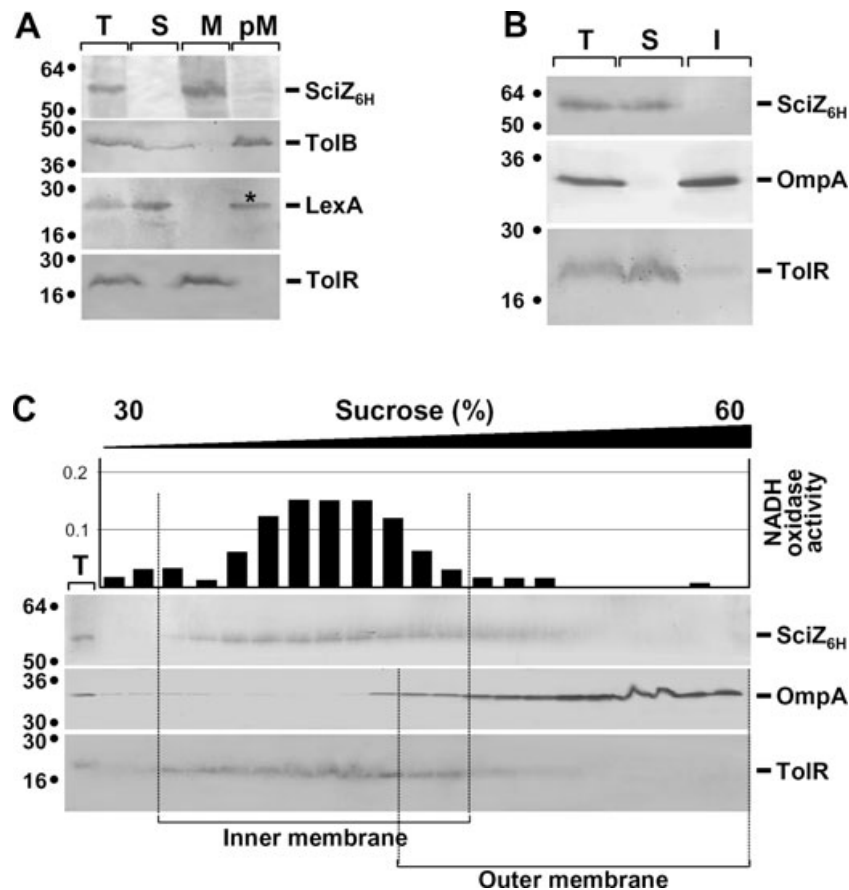 A
T S M pM
64
50
SciZ6H
50
36
TolB
30
16
*
LexA
30
16
TolR
B
T S I
64
50
SciZ6H
36
OmpA
30
16
TolR
C
30 Sucrose (%) 60
0.2
0.1
NADH
oxidase
activity
T
64
50
SciZ6H
36
30
OmpA
30
16
TolR
Inner membrane
Outer membrane